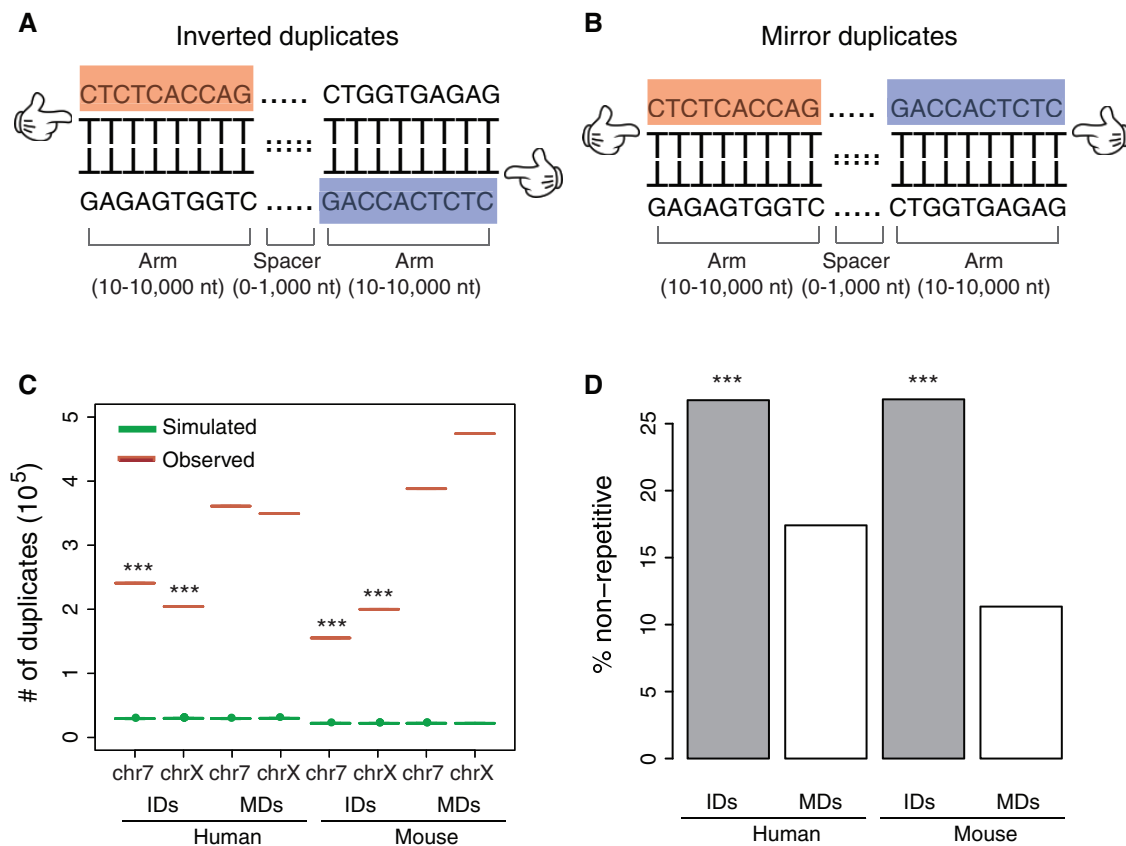 A
Inverted duplicates
CTCTCACCAG ..... CTGGTGAGAG
GAGAGTGGTC ..... GACCACTCTC
Arm Spacer Arm
(10-10,000 nt) (0-1,000 nt) (10-10,000 nt)
B
Mirror duplicates
CTCTCACCAG ..... GACCACTCTC
GAGAGTGGTC ..... CTGGTGAGAG
Arm Spacer Arm
(10-10,000 nt) (0-1,000 nt) (10-10,000 nt)
C
# of duplicates (10^5)
5
4
3
2
1
0
Simulated
Observed
***
***
***
***
chr7 chrX chr7 chrX chr7 chrX chr7 chrX
IDs MDs IDs MDs
Human Mouse
D
% non-repetitive
25
20
15
10
5
0
*** ***
IDs MDs IDs MDs
Human Mouse